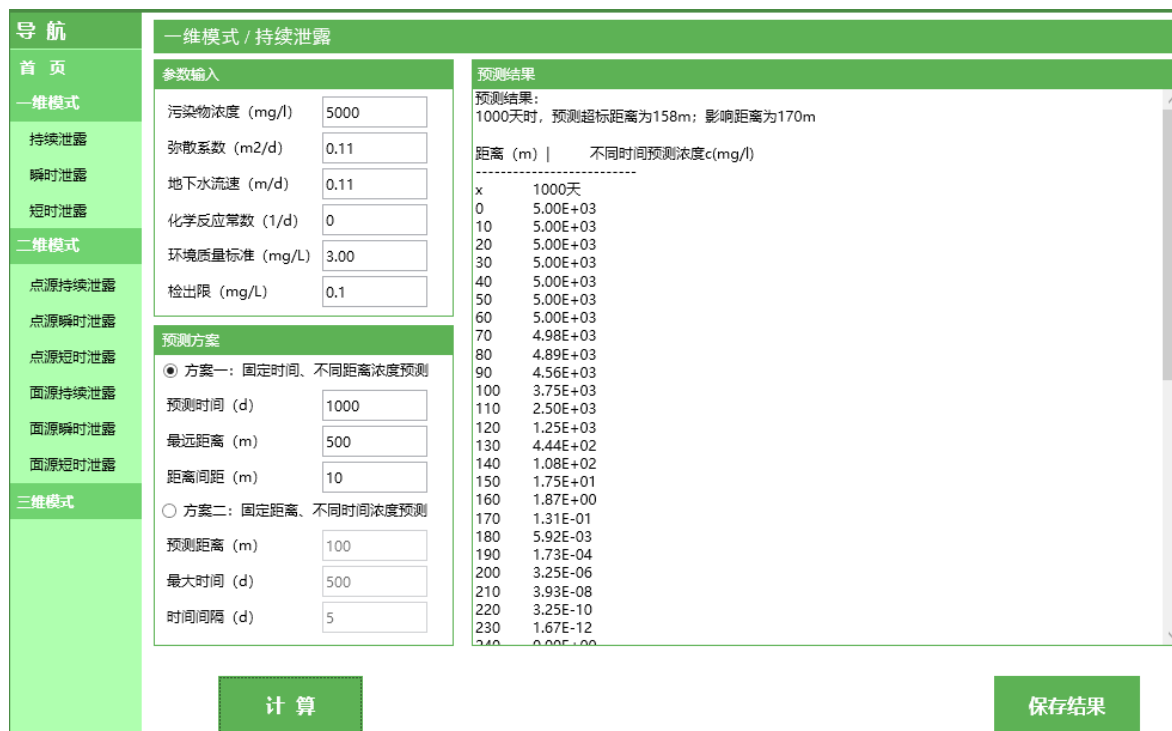 导 航
首 页
一维模式
持续泄露
瞬时泄露
短时泄露
二维模式
点源持续泄露
点源瞬时泄露
点源短时泄露
面源持续泄露
面源瞬时泄露
面源短时泄露
三维模式
一维模式 / 持续泄露
参数输入
污染物浓度（mg/l) 5000
弥散系数（m2/d) 0.11
地下水流速（m/d) 0.11
化学反应常数（1/d) 0
环境质量标准（mg/L) 3.00
检出限（mg/L) 0.1
预测方案
方案一：固定时间、不同距离浓度预测
预测时间（d) 1000
最远距离（m) 500
距离间距（m) 10
方案二：固定距离、不同时间浓度预测
预测距离（m) 100
最大时间（d) 500
时间间隔（d) 5
计 算
预测结果
预测结果：
1000天时，预测超标距离为158m；影响距离为170m
距离（m) | 不同时间预测浓度c(mg/l)
--------------------------
x 1000天
0 5.00E+03
10 5.00E+03
20 5.00E+03
30 5.00E+03
40 5.00E+03
50 5.00E+03
60 5.00E+03
70 4.98E+03
80 4.89E+03
90 4.56E+03
100 3.75E+03
110 2.50E+03
120 1.25E+03
130 4.44E+02
140 1.08E+02
150 1.75E+01
160 1.87E+00
170 1.31E-01
180 5.92E-03
190 1.73E-04
200 3.25E-06
210 3.93E-08
220 3.25E-10
230 1.67E-12
240 0.00E+00
保存结果